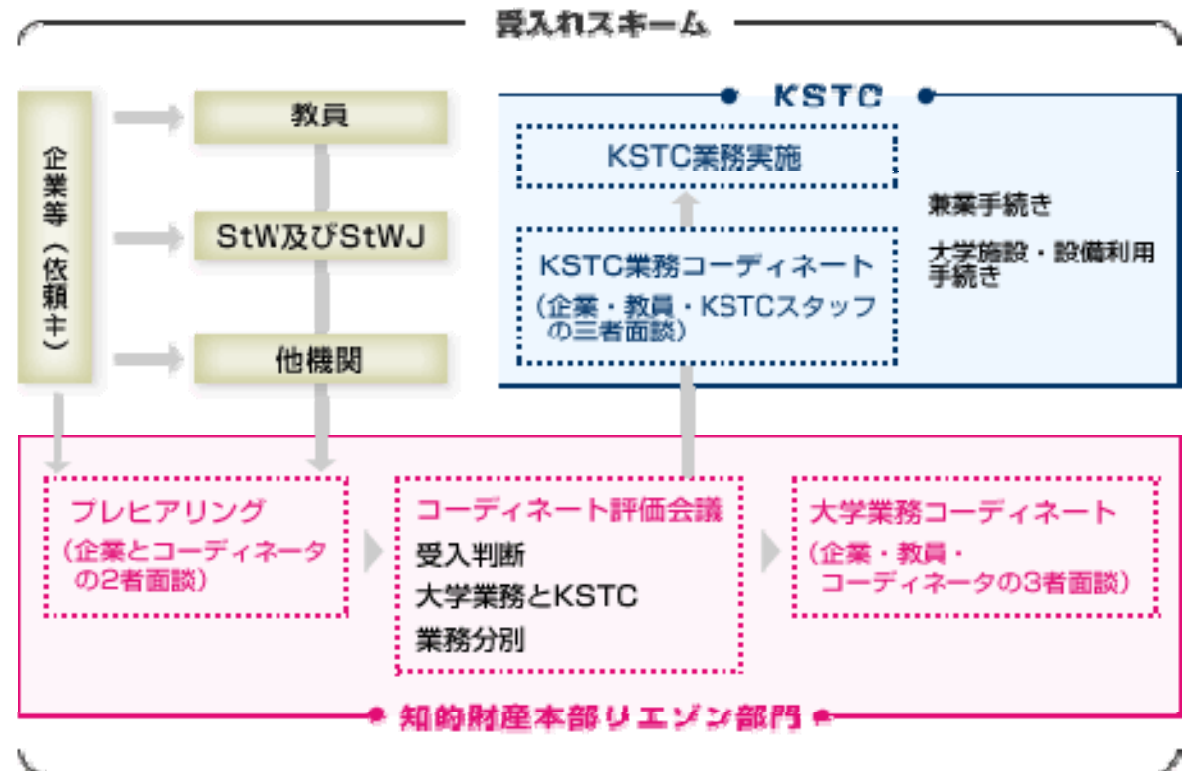 受入れスキーム
企業等（依頼主）
教員
StW及びStWJ
他機関
KSTC
KSTC業務実施
KSTC業務コーディネート
（企業・教員・KSTCスタッフ
の三者面談）
兼業手続き
大学施設・設備利用
手続き
プレヒアリング
（企業とコーディネータ
の2者面談）
コーディネート評価会議
受入判断
大学業務とKSTC
業務分別
大学業務コーディネート
（企業・教員・
コーディネータの3者面談）
知的財産本部リエゾン部門